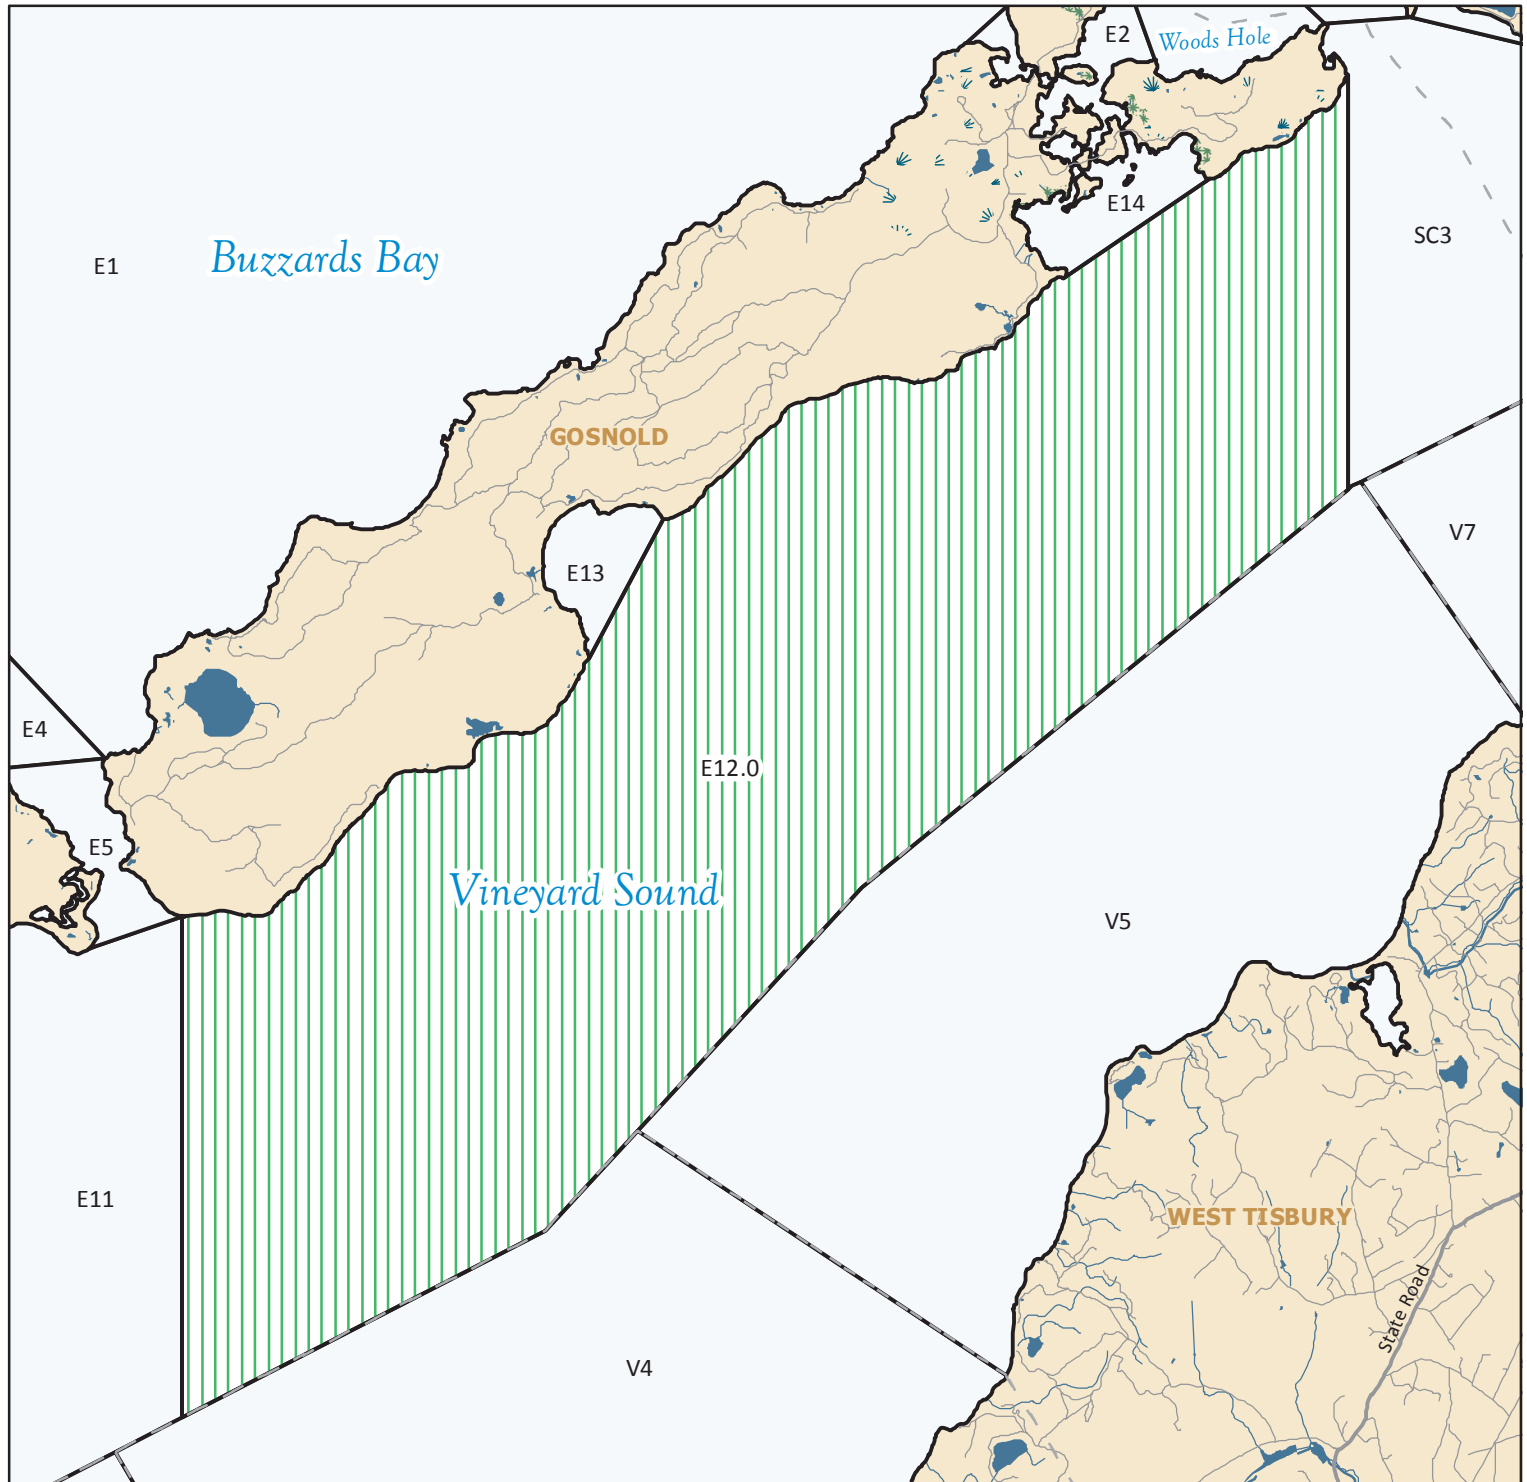 E2
Woods Hole
E14
SC3
E1
Buzzards Bay
GOSNOLD
V7
E13
E4
E12.0
E5
Vineyard Sound
V5
E11
WEST TISBURY
State Road
V4